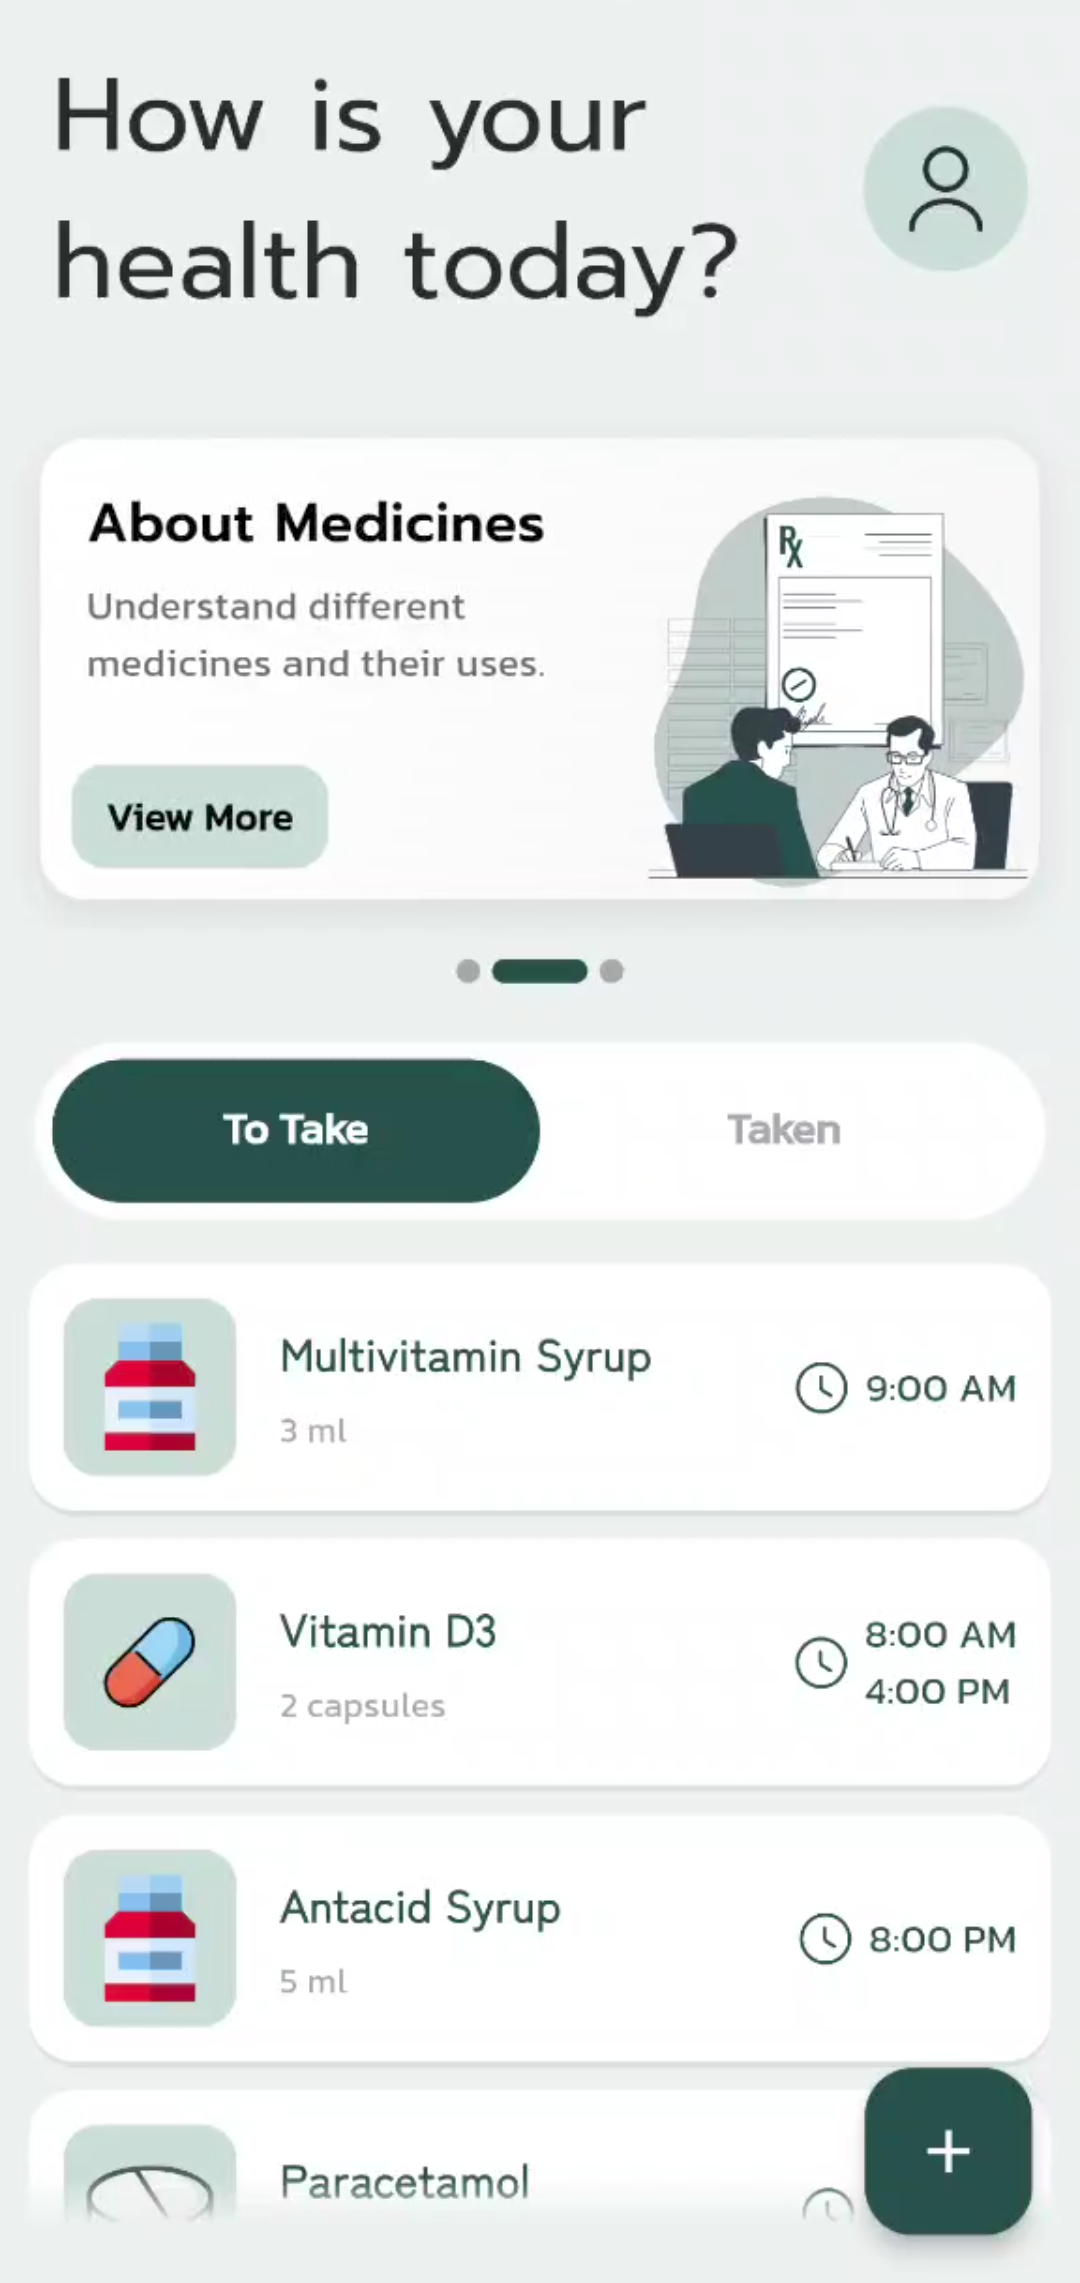 How is your
health today?
About Medicines
Understand different
medicines and their uses.
View More
Rx
To Take
Taken
Multivitamin Syrup
3 ml
9:00 AM
Vitamin D3
2 capsules
8:00 AM
4:00 PM
Antacid Syrup
5 ml
8:00 PM
Paracetamol